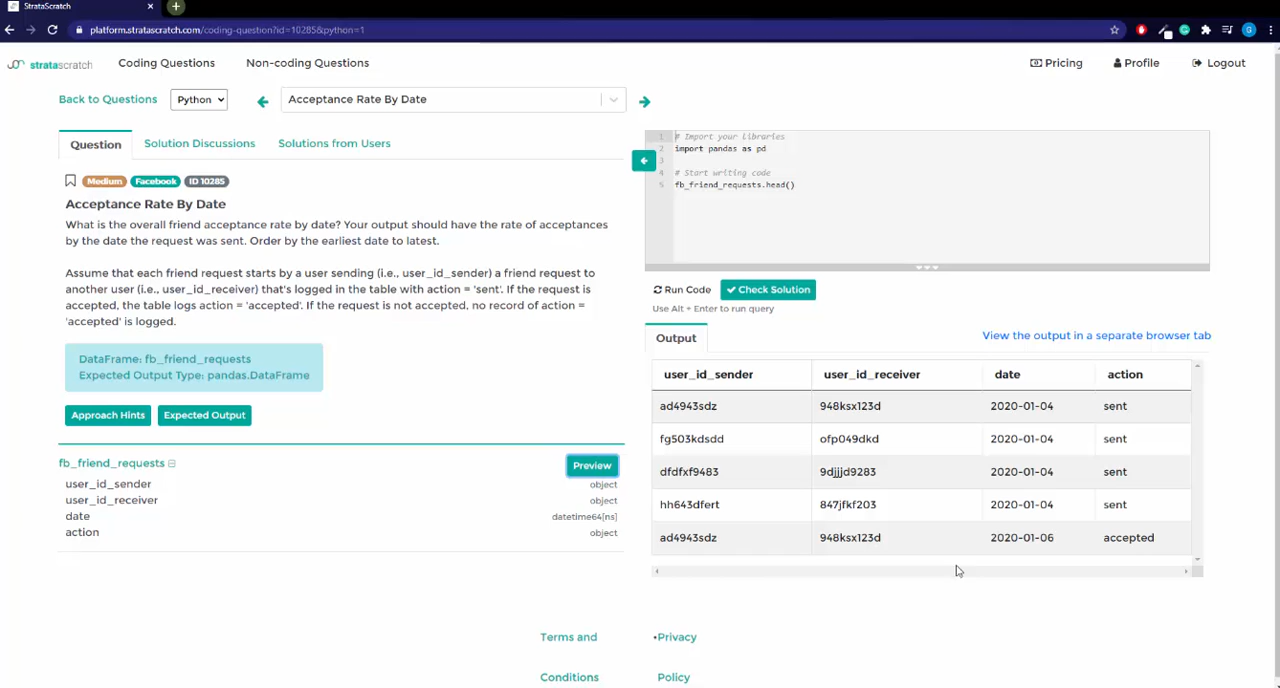 StrataScratch
platform.stratascratch.com/coding-question?id=10285&python=1
G
stratascratch
Coding Questions
Non-coding Questions
Pricing
Profile
Logout
Back to Questions
Python
Acceptance Rate By Date
Question
Solution Discussions
Solutions from Users
Medium
Facebook
ID 10285
Acceptance Rate By Date
What is the overall friend acceptance rate by date? Your output should have the rate of acceptances
by the date the request was sent. Order by the earliest date to latest.
Assume that each friend request starts by a user sending (i.e., user_id_sender) a friend request to
another user (i.e., user_id_receiver) that's logged in the table with action = 'sent'. If the request is
accepted, the table logs action = 'accepted'. If the request is not accepted, no record of action =
'accepted' is logged.
DataFrame: fb_friend_requests
Expected Output Type: pandas.DataFrame
Approach Hints
Expected Output
fb_friend_requests
Preview
user_id_sender object
user_id_receiver object
date datetime64[ns]
action object
1 # Import your libraries
2 import pandas as pd
3
4 # Start writing code
5 fb_friend_requests.head()
Run Code
Check Solution
Use Alt + Enter to run query
Output
View the output in a separate browser tab
user_id_sender user_id_receiver date action
ad4943sdz 948ksx123d 2020-01-04 sent
fg503kdsdd ofp049dkd 2020-01-04 sent
dfdfxf9483 9djjjd9283 2020-01-04 sent
hh643dfert 847jfkf203 2020-01-04 sent
ad4943sdz 948ksx123d 2020-01-06 accepted
Terms and
Conditions
•Privacy
Policy